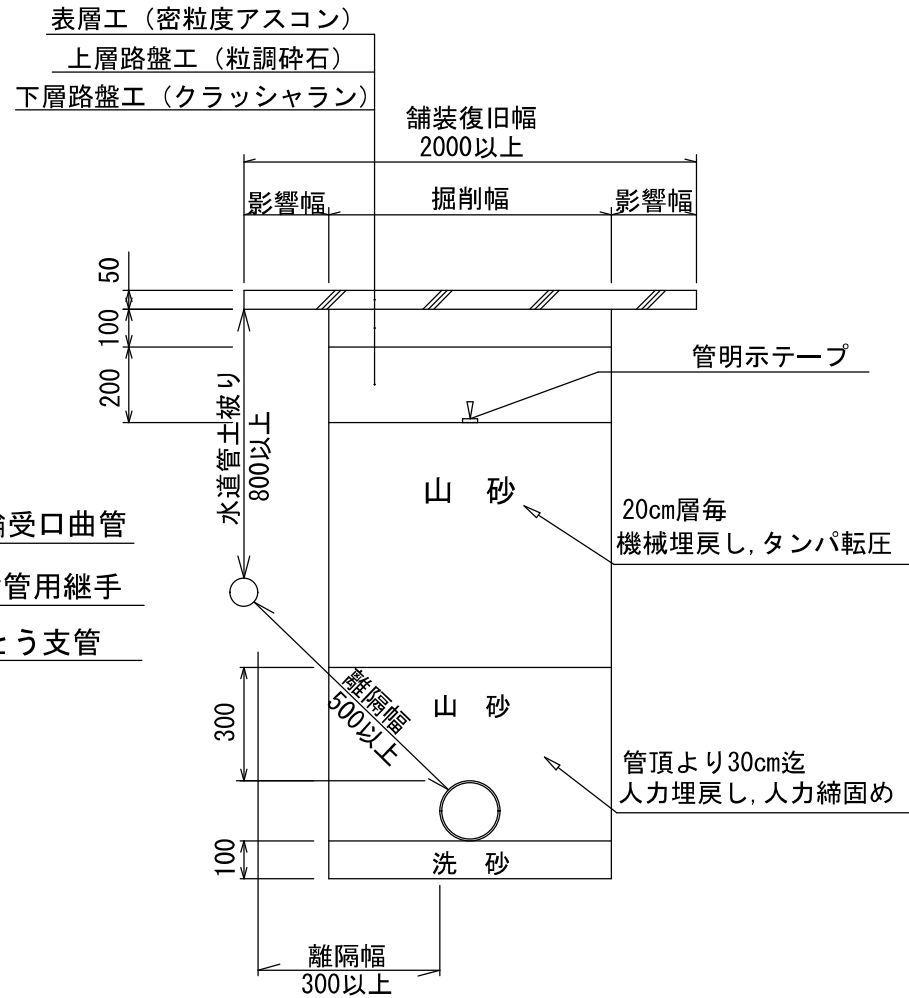 表層工（密粒度アスコン）
上層路盤工（粒調砕石）
下層路盤工（クラッシャラン）
舗装復旧幅
2000以上
影響幅
掘削幅
影響幅
50
100
200
水道管土被り
800以上
管明示テープ
山 砂
20cm層毎
機械埋戻し,タンパ転圧
受口曲管
管用継手
とう支管
離隔幅
500以上
300
山 砂
管頂より30cm迄
人力埋戻し,人力締固め
100
洗 砂
離隔幅
300以上